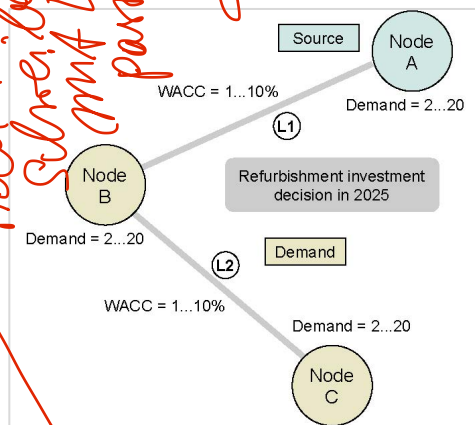 Source
Node
A
WACC = 1...10%
Demand = 2...20
L1
Node
B
Refurbishment investment
decision in 2025
Demand = 2...20
Demand
L2
WACC = 1...10%
Demand = 2...20
Node
C